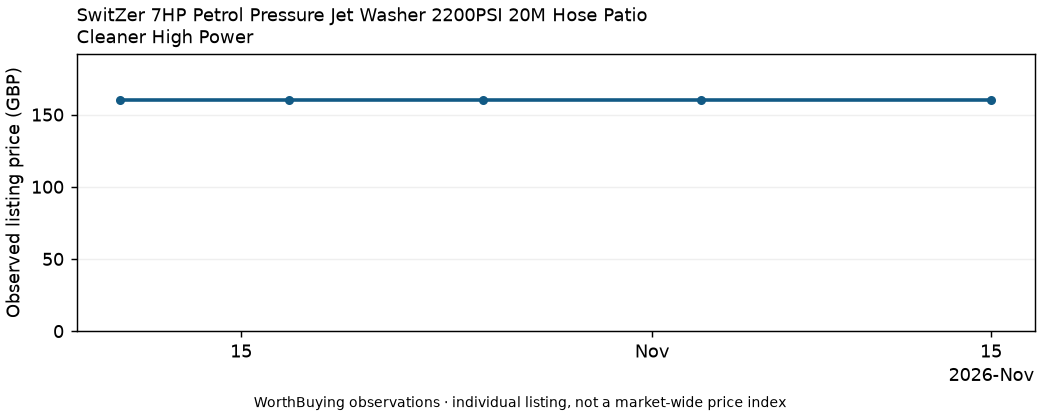 SwitZer 7HP Petrol Pressure Jet Washer 2200PSI 20M Hose Patio
Cleaner High Power
Observed listing price (GBP)
150
100
50
0
15
Nov
15
2026-Nov
WorthBuying observations · individual listing, not a market-wide price index